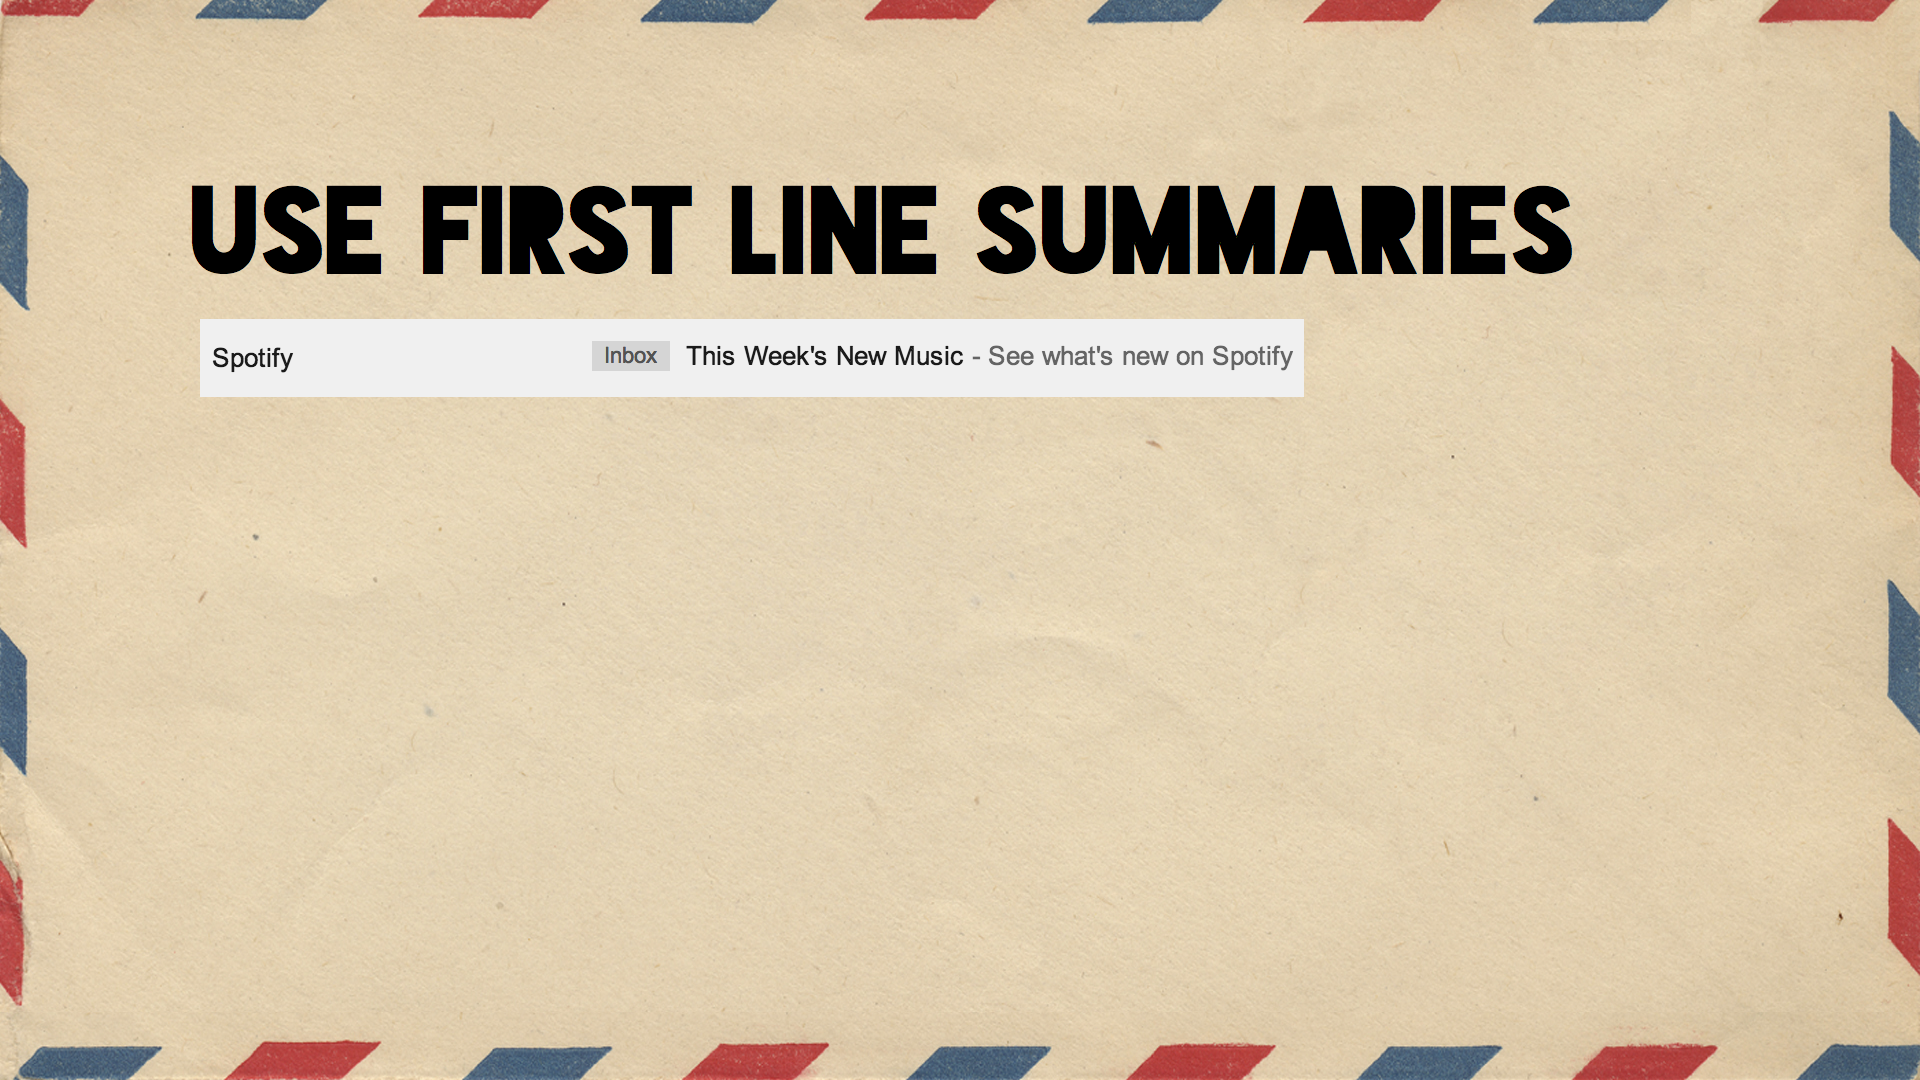 USE FIRST LINE SUMMARIES
Spotify Inbox This Week's New Music - See what's new on Spotify